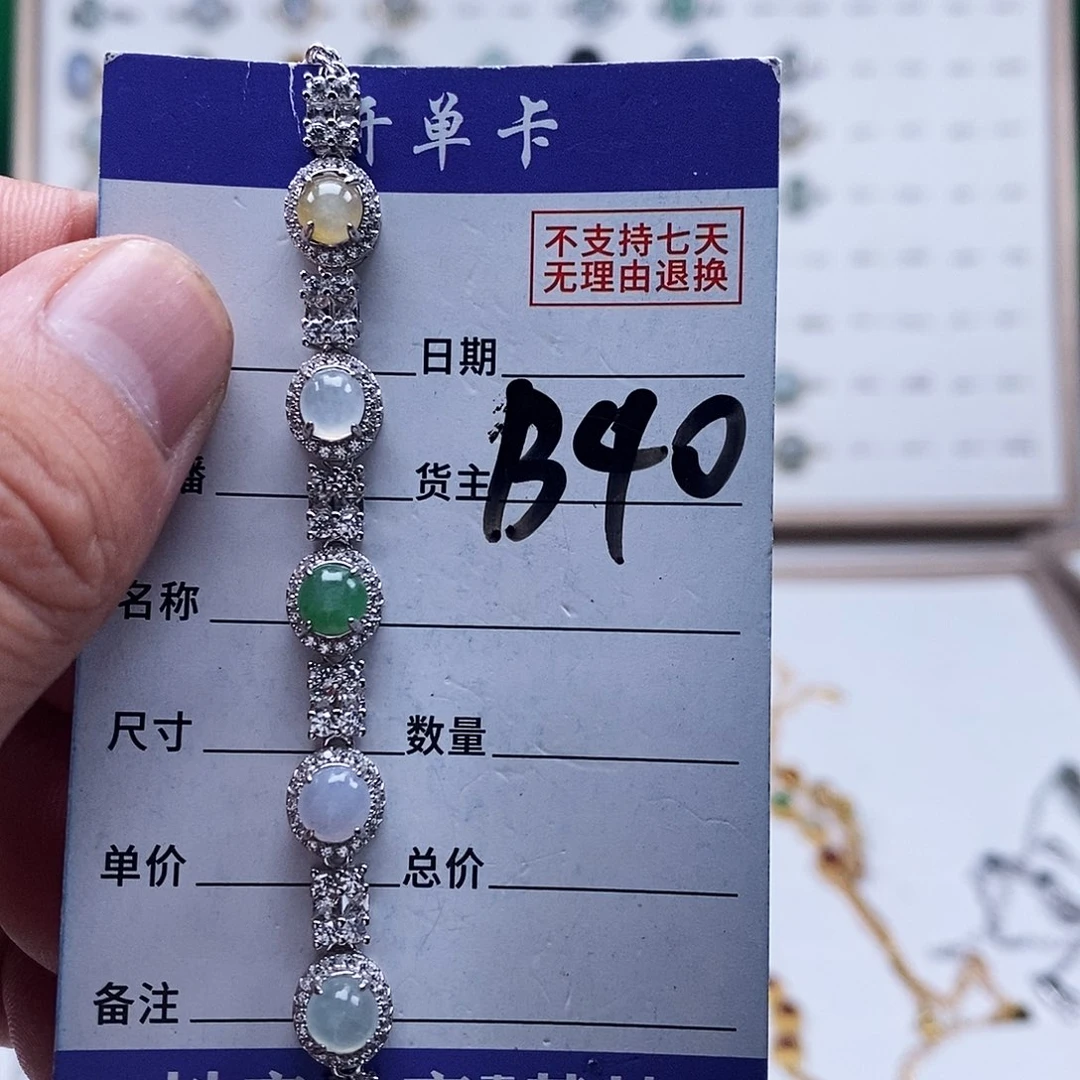 开单卡
不支持七天
无理由退换
日期
播 货主 B40
名称
尺寸 数量
单价 总价
备注